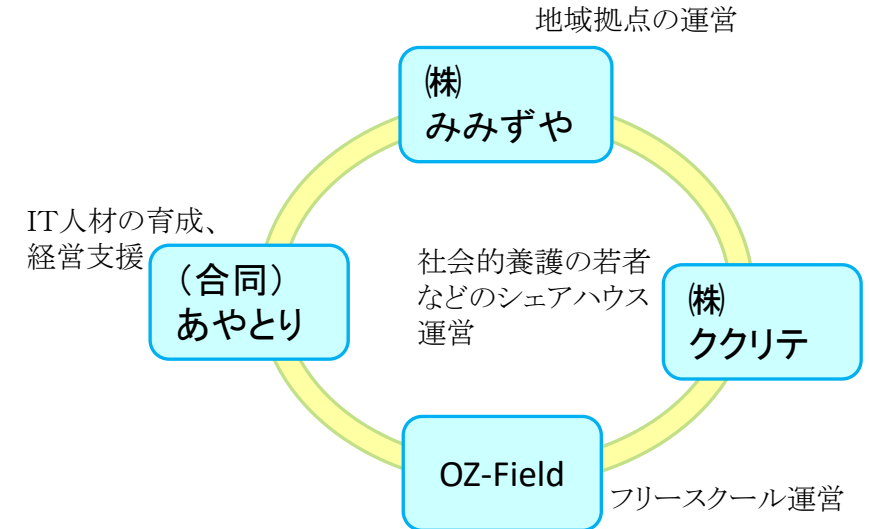 地域拠点の運営
㈱
みみずや
IT人材の育成、
経営支援
（合同）
あやとり
社会的養護の若者
などのシェアハウス
運営
㈱
ククリテ
OZ-Field
フリースクール運営